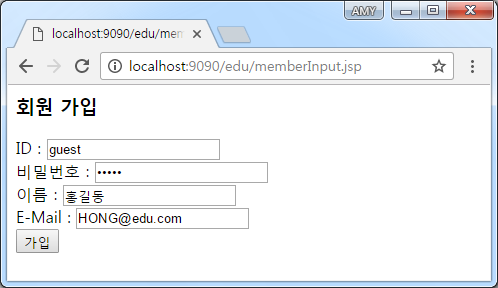 AMY
localhost:9090/edu/mem
localhost:9090/edu/memberInput.jsp
회원 가입
ID : guest
비밀번호 : •••••
이름 : 홍길동
E-Mail : HONG@edu.com
가입